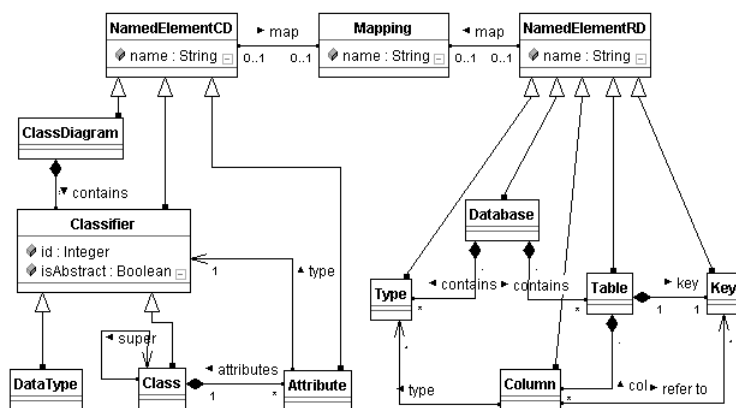 NamedElementCD
name : String
map
0..1
0..1
Mapping
name : String
map
0..1
0..1
NamedElementRD
name : String
ClassDiagram
contains
Classifier
id : Integer
isAbstract : Boolean
1
type
Database
contains
contains
Type
*
*
Table
key
1
1
Key
super
DataType
Class
attributes
1
*
Attribute
type
Column
col
refer to
*